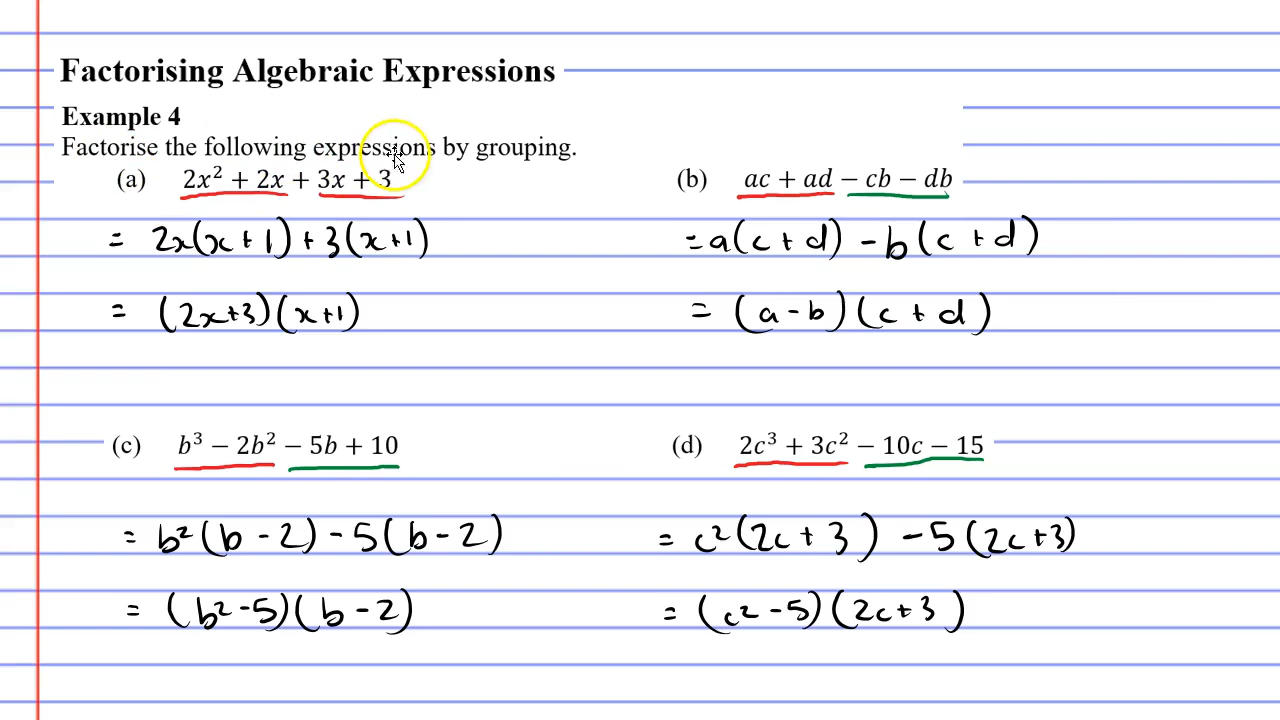 Factorising Algebraic Expressions
Example 4
Factorise the following expressions by grouping.
(a) 2x² + 2x + 3x + 3
= 2x(x+1)+3(x+1)
= (2x+3)(x+1)
(b) ac + ad − cb − db
= a(c+d) − b(c+d)
= (a−b)(c+d)
(c) b³ − 2b² − 5b + 10
= b²(b−2)−5(b−2)
= (b²−5)(b−2)
(d) 2c³ + 3c² − 10c − 15
= c²(2c+3) −5(2c+3)
= (c²−5)(2c+3)